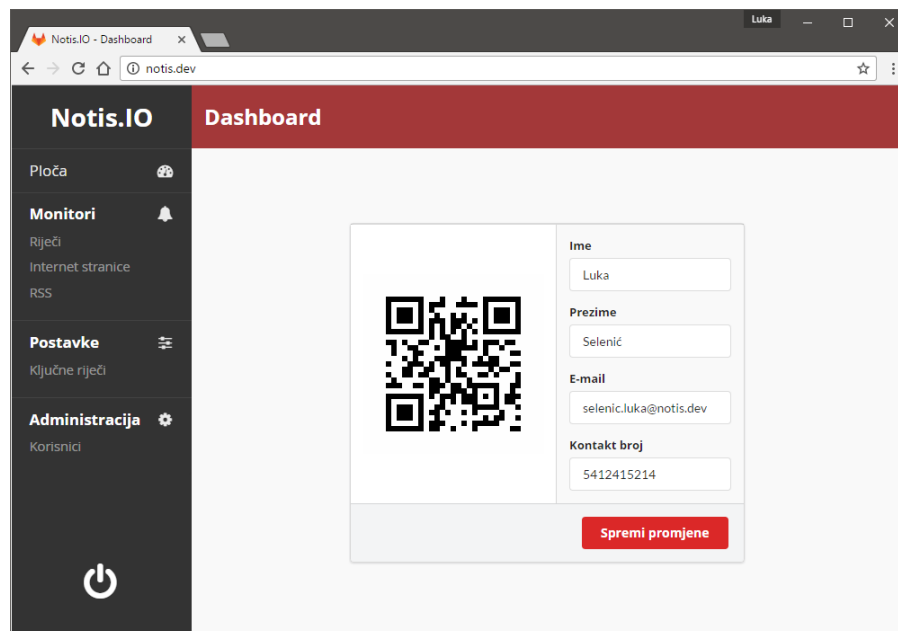 Luka
Notis.IO - Dashboard
notis.dev
Notis.IO
Dashboard
Ploča
Monitori
Riječi
Internet stranice
RSS
Postavke
Ključne riječi
Administracija
Korisnici
Ime
Luka
Prezime
Selenić
E-mail
selenic.luka@notis.dev
Kontakt broj
5412415214
Spremi promjene